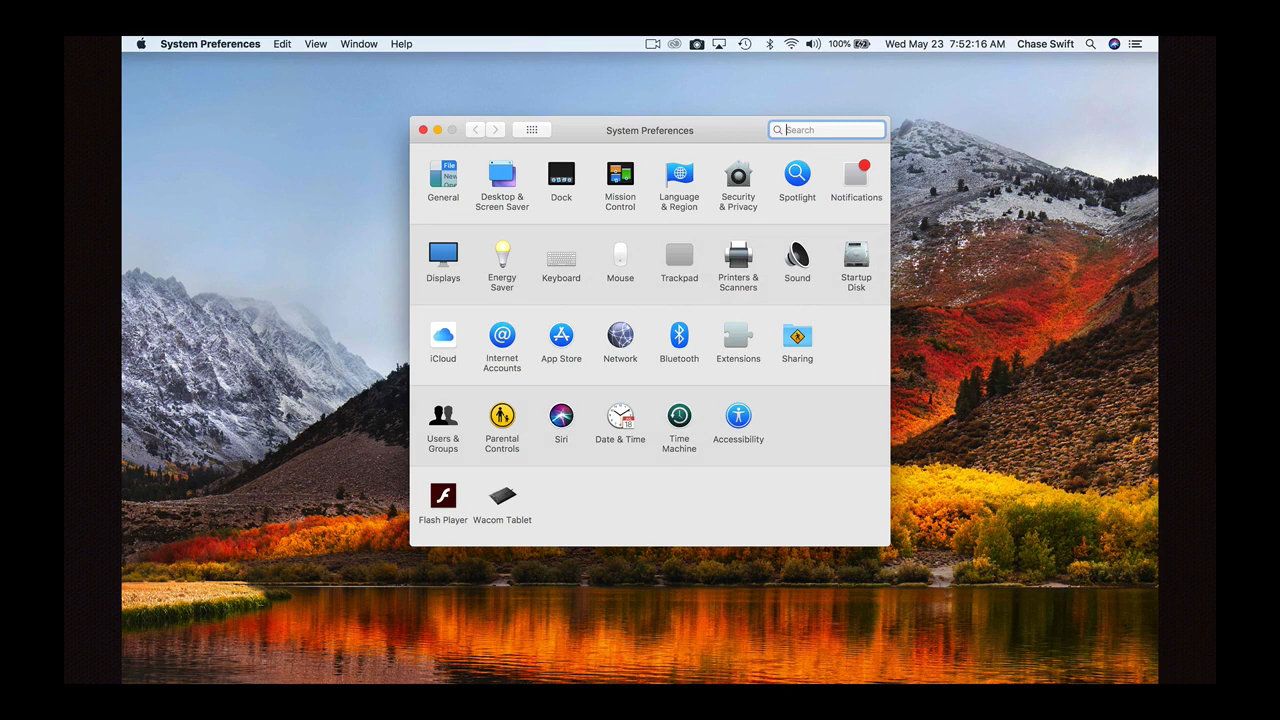 System Preferences Edit View Window Help 100% Wed May 23 7:52:16 AM Chase Swift
System Preferences
Search
File
New
General
Desktop &
Screen Saver
Dock
Mission
Control
Language
& Region
Security
& Privacy
Spotlight
Notifications
Displays
Energy
Saver
Keyboard
Mouse
Trackpad
Printers &
Scanners
Sound
Startup
Disk
iCloud
Internet
Accounts
App Store
Network
Bluetooth
Extensions
Sharing
Users &
Groups
Parental
Controls
Siri
18
Date & Time
Time
Machine
Accessibility
Flash Player
Wacom Tablet